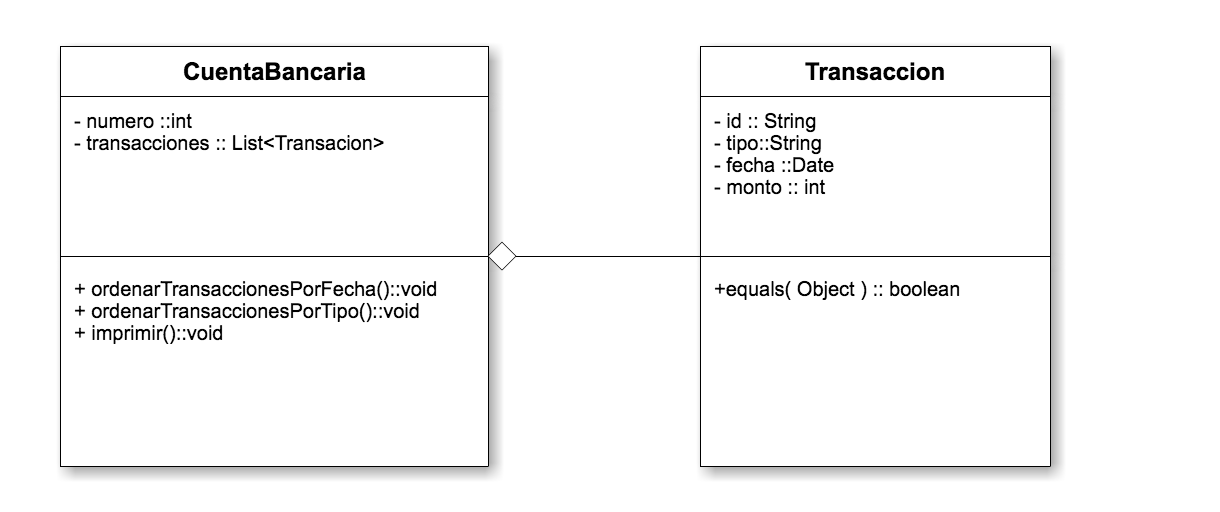 CuentaBancaria
- numero ::int
- transacciones :: List<Transacion>
+ ordenarTransaccionesPorFecha()::void
+ ordenarTransaccionesPorTipo()::void
+ imprimir()::void
Transaccion
- id :: String
- tipo::String
- fecha ::Date
- monto :: int
+equals( Object ) :: boolean